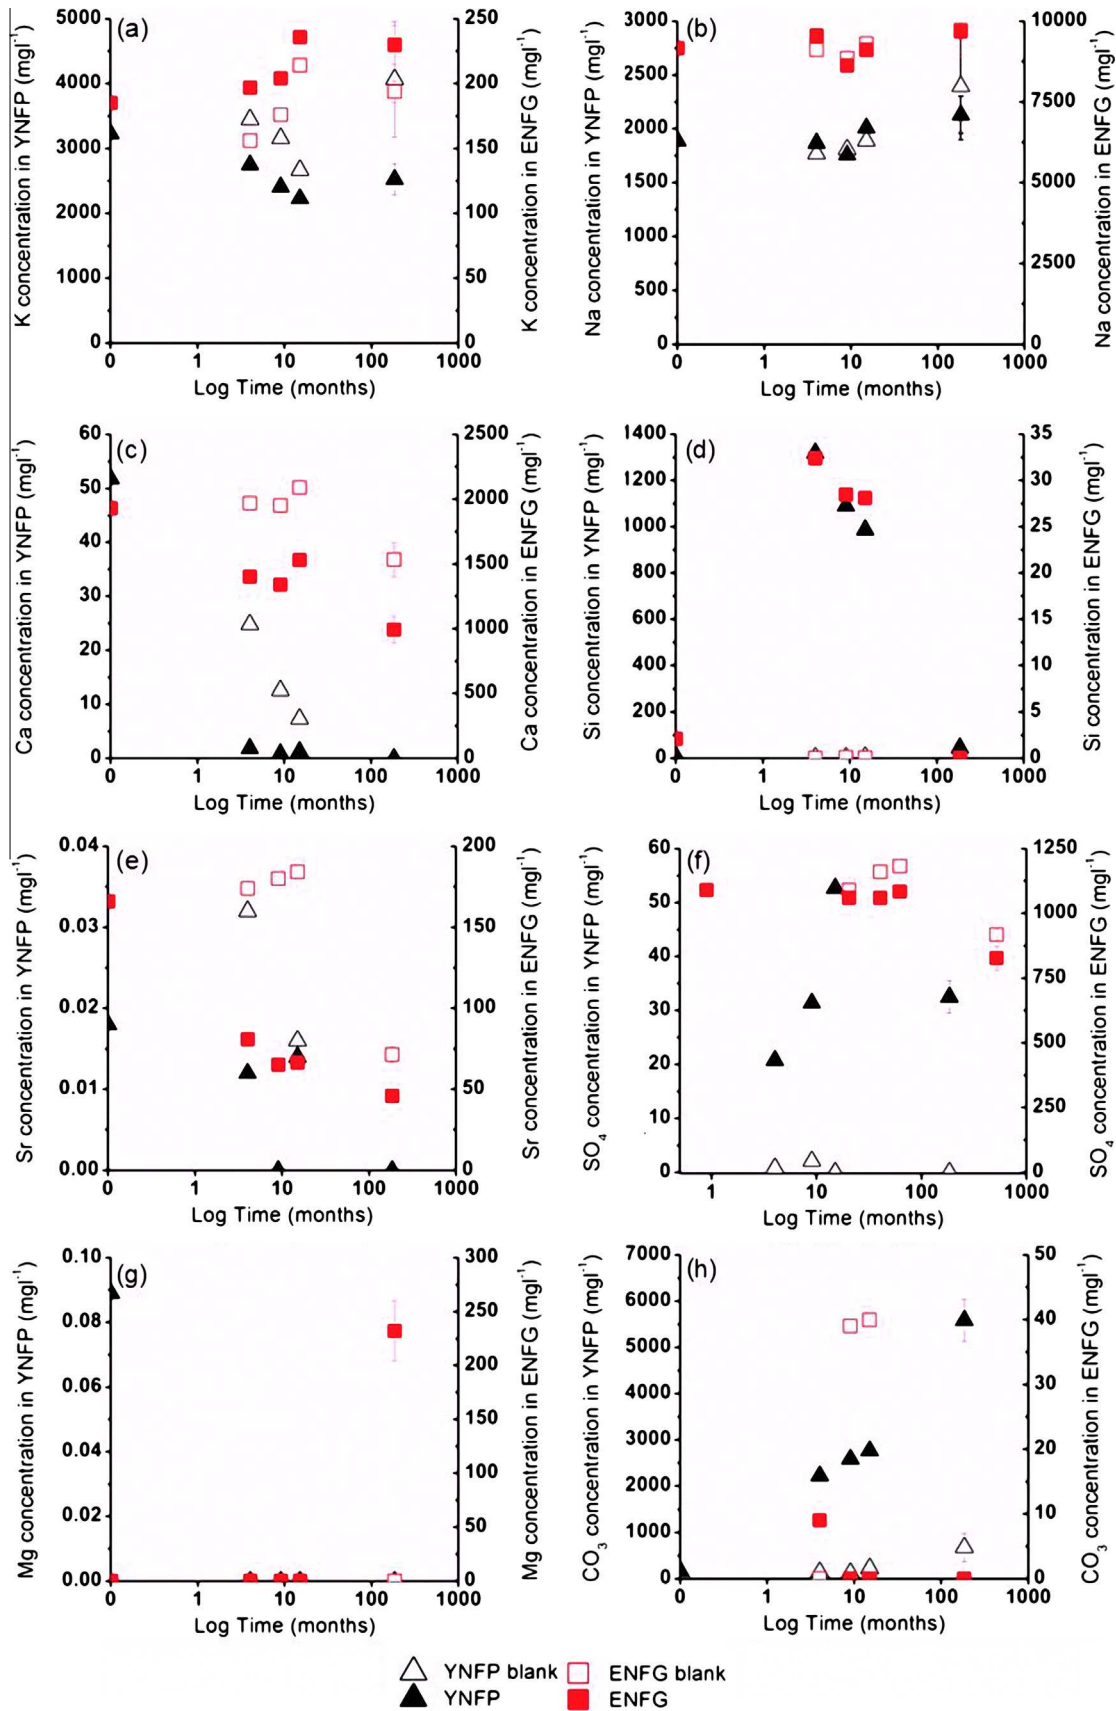 (a)
K concentration in YNFP (mgl⁻¹)
5000
4000
3000
2000
1000
0
K concentration in ENFG (mgl⁻¹)
250
200
150
100
50
0
0 1 10 100 1000
Log Time (months)
(b)
Na concentration in YNFP (mgl⁻¹)
3000
2500
2000
1500
1000
500
0
Na concentration in ENFG (mgl⁻¹)
10000
7500
5000
2500
0
0 1 10 100 1000
Log Time (months)
(c)
Ca concentration in YNFP (mgl⁻¹)
60
50
40
30
20
10
0
Ca concentration in ENFG (mgl⁻¹)
2500
2000
1500
1000
500
0
0 1 10 100 1000
Log Time (months)
(d)
Si concentration in YNFP (mgl⁻¹)
1400
1200
1000
800
600
400
200
0
Si concentration in ENFG (mgl⁻¹)
35
30
25
20
15
10
5
0
0 1 10 100 1000
Log Time (months)
(e)
Sr concentration in YNFP (mgl⁻¹)
0.04
0.03
0.02
0.01
0.00
Sr concentration in ENFG (mgl⁻¹)
200
150
100
50
0
0 1 10 100 1000
Log Time (months)
(f)
SO₄ concentration in YNFP (mgl⁻¹)
60
50
40
30
20
10
0
SO₄ concentration in ENFG (mgl⁻¹)
1250
1000
750
500
250
0
1 10 100 1000
Log Time (months)
(g)
Mg concentration in YNFP (mgl⁻¹)
0.10
0.08
0.06
0.04
0.02
0.00
Mg concentration in ENFG (mgl⁻¹)
300
250
200
150
100
50
0
0 1 10 100 1000
Log Time (months)
(h)
CO₃ concentration in YNFP (mgl⁻¹)
7000
6000
5000
4000
3000
2000
1000
0
CO₃ concentration in ENFG (mgl⁻¹)
50
40
30
20
10
0
0 1 10 100 1000
Log Time (months)
YNFP blank
ENFG blank
YNFP
ENFG